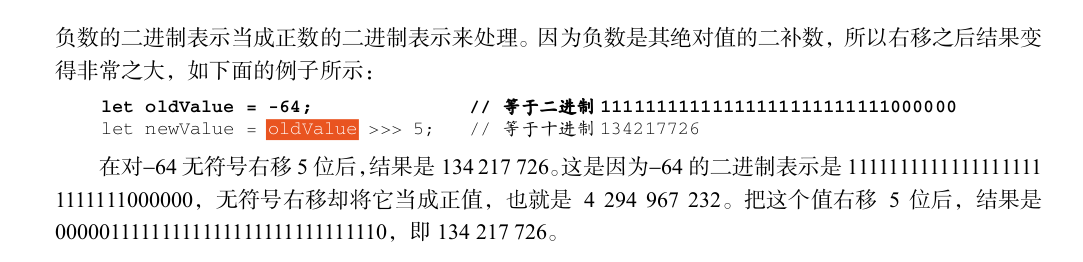 负数的二进制表示当成正数的二进制表示来处理。因为负数是其绝对值的二补数，所以右移之后结果变
得非常之大，如下面的例子所示：
let oldValue = -64; // 等于二进制 11111111111111111111111111000000
let newValue = oldValue >>> 5; // 等于十进制 134217726
在对–64 无符号右移 5 位后，结果是 134 217 726。这是因为–64 的二进制表示是 1111111111111111111
1111111000000，无符号右移却将它当成正值，也就是 4 294 967 232。把这个值右移 5 位后，结果是
00000111111111111111111111111110，即 134 217 726。